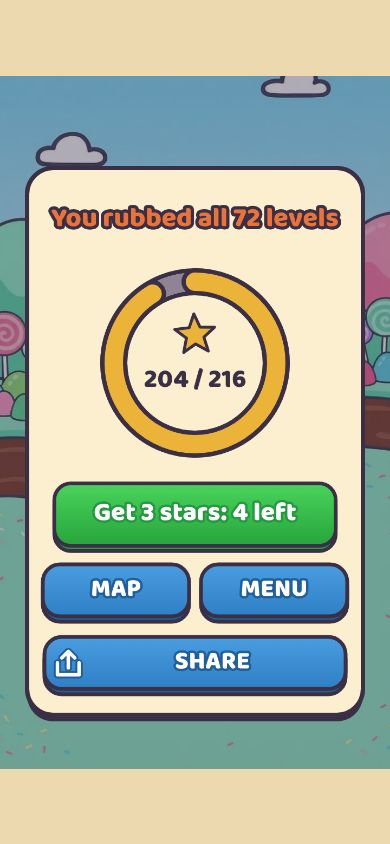 You rubbed all 72 levels
204 / 216
Get 3 stars: 4 left
MAP
MENU
SHARE